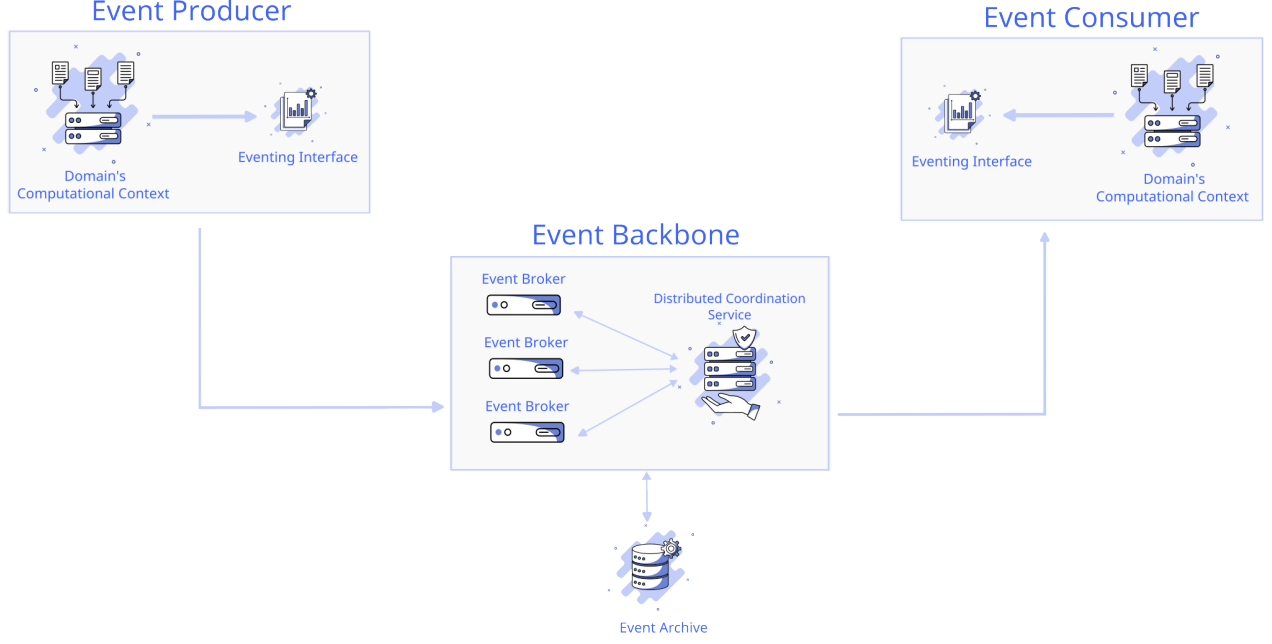 Event Producer
Domain's
Computational Context
Eventing Interface
Event Consumer
Eventing Interface
Domain's
Computational Context
Event Backbone
Event Broker
Event Broker
Event Broker
Distributed Coordination
Service
Event Archive